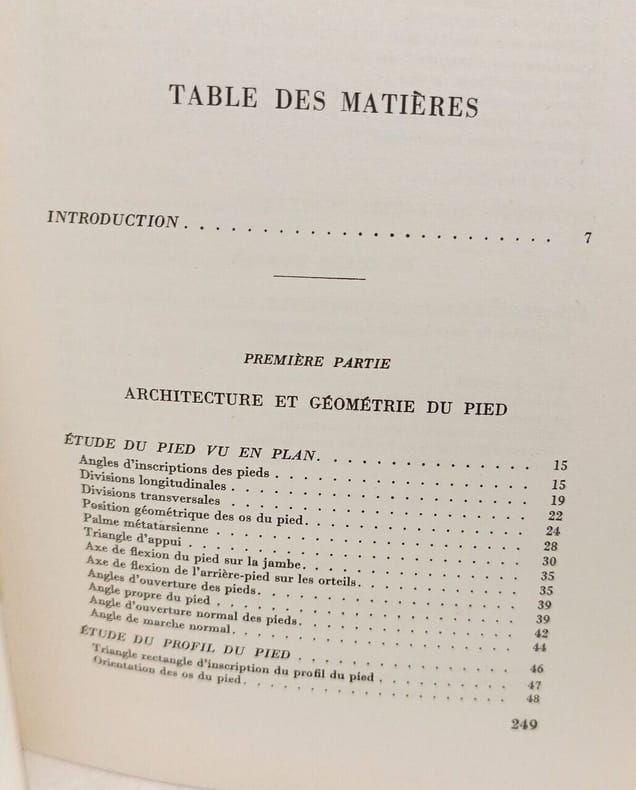 TABLE DES MATIÈRES
INTRODUCTION . . . . . . . . . . . . . . . . . . . . . . 7
PREMIÈRE PARTIE
ARCHITECTURE ET GÉOMÉTRIE DU PIED
ÉTUDE DU PIED VU EN PLAN. . . . . . . . . . . . . 15
Angles d'inscriptions des pieds . . . . . . . . . . . . . 15
Divisions longitudinales . . . . . . . . . . . . . . . . 19
Divisions transversales . . . . . . . . . . . . . . . . 22
Position géométrique des os du pied. . . . . . . . . . . . 24
Palme métatarsienne . . . . . . . . . . . . . . . . . 28
Triangle d'appui . . . . . . . . . . . . . . . . . . 30
Axe de flexion du pied sur la jambe. . . . . . . . . . . . 35
Axe de flexion de l'arrière-pied sur les orteils. . . . . . . . . 35
Angles d'ouverture des pieds. . . . . . . . . . . . . . 39
Angle propre du pied . . . . . . . . . . . . . . . . 39
Angle d'ouverture normal des pieds. . . . . . . . . . . . 42
Angle de marche normal. . . . . . . . . . . . . . . . 44
ÉTUDE DU PROFIL DU PIED . . . . . . . . . . . . . 46
Triangle rectangle d'inscription du profil du pied . . . . . . . 47
Orientation des os du pied. . . . . . . . . . . . . . . 48
249